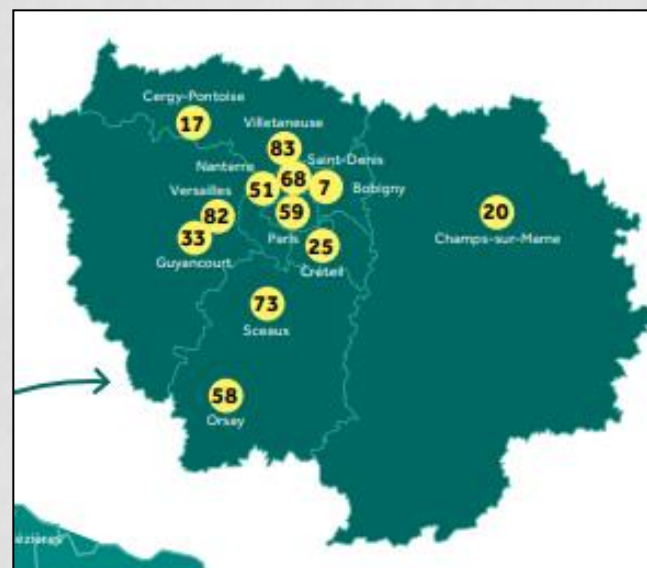 Cergy-Pontoise
17
Villetaneuse
83
Saint-Denis
68
Nanterre
51
7
Bobigny
Versailles
82
59
Paris
33
Guyancourt
25
Créteil
20
Champs-sur-Marne
73
Sceaux
58
Orsay
ézières